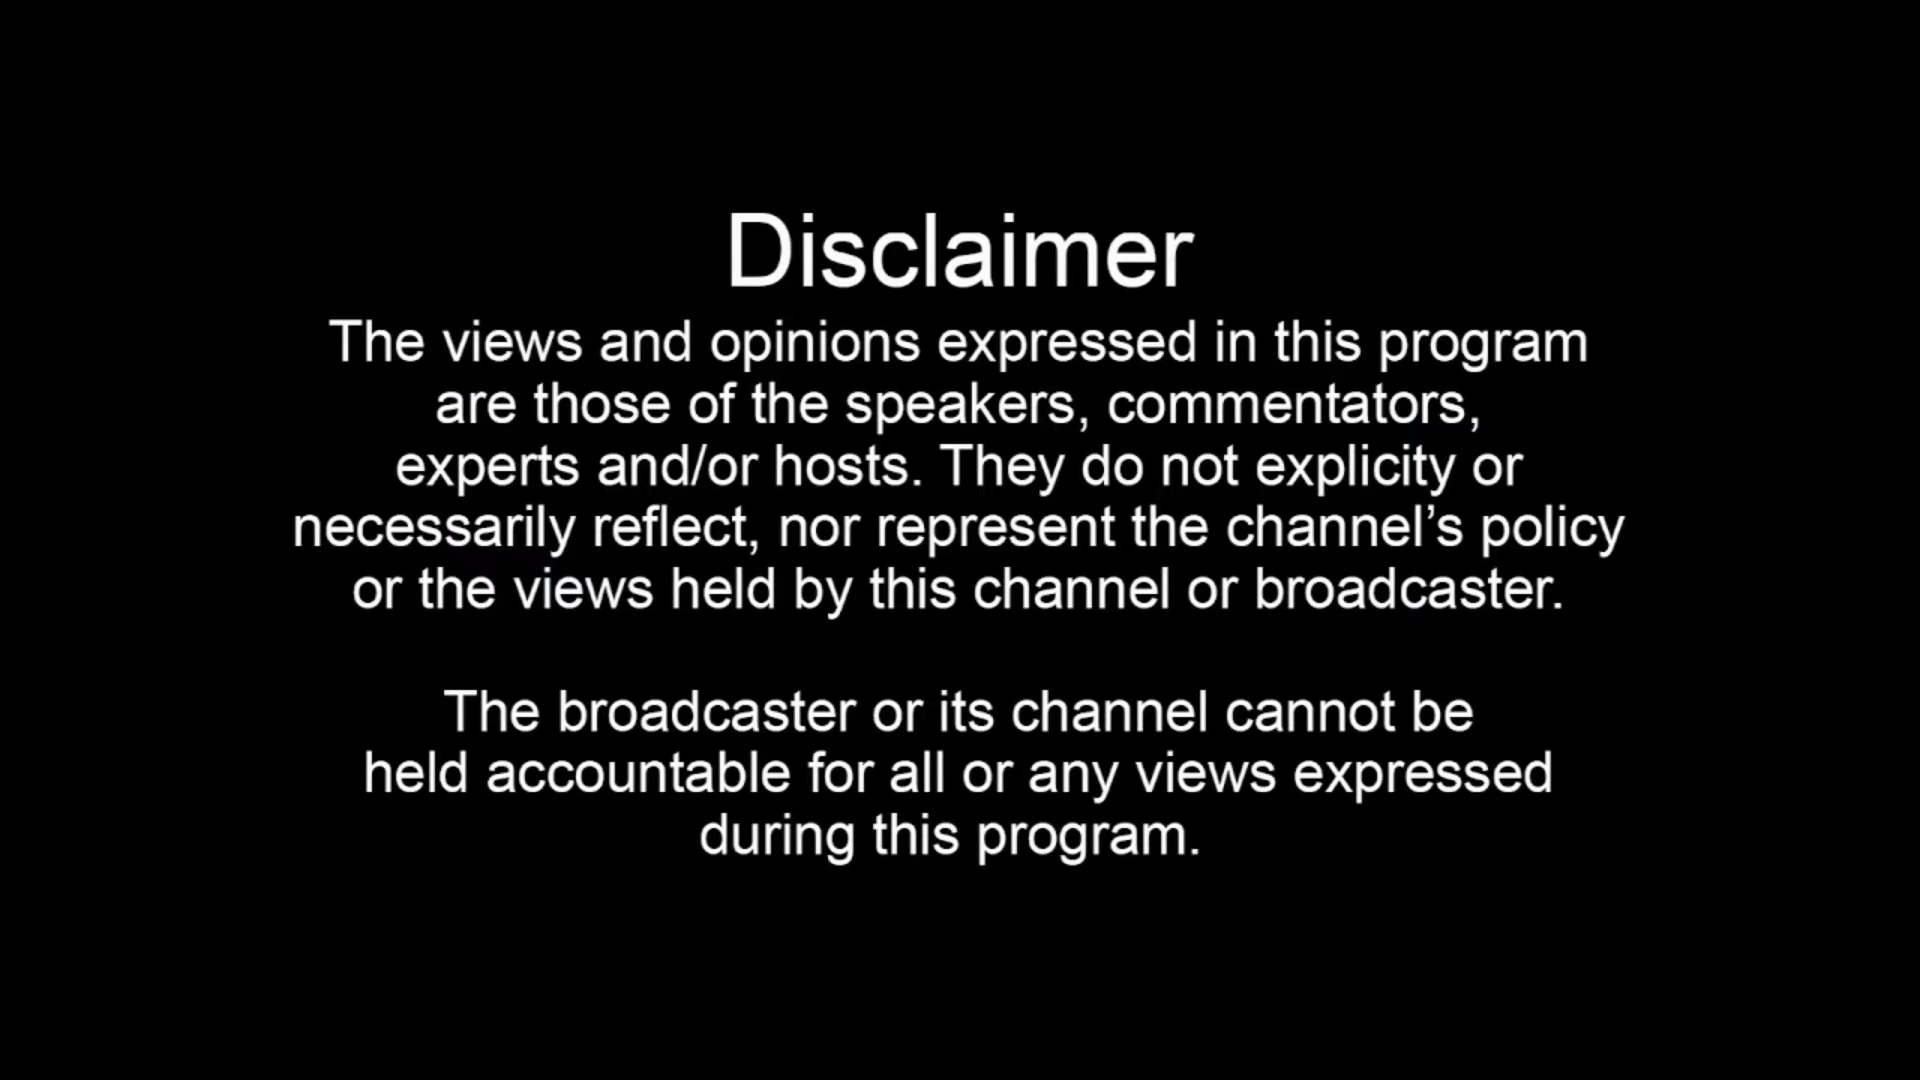 Disclaimer
The views and opinions expressed in this program
are those of the speakers, commentators,
experts and/or hosts. They do not explicity or
necessarily reflect, nor represent the channel’s policy
or the views held by this channel or broadcaster.
The broadcaster or its channel cannot be
held accountable for all or any views expressed
during this program.